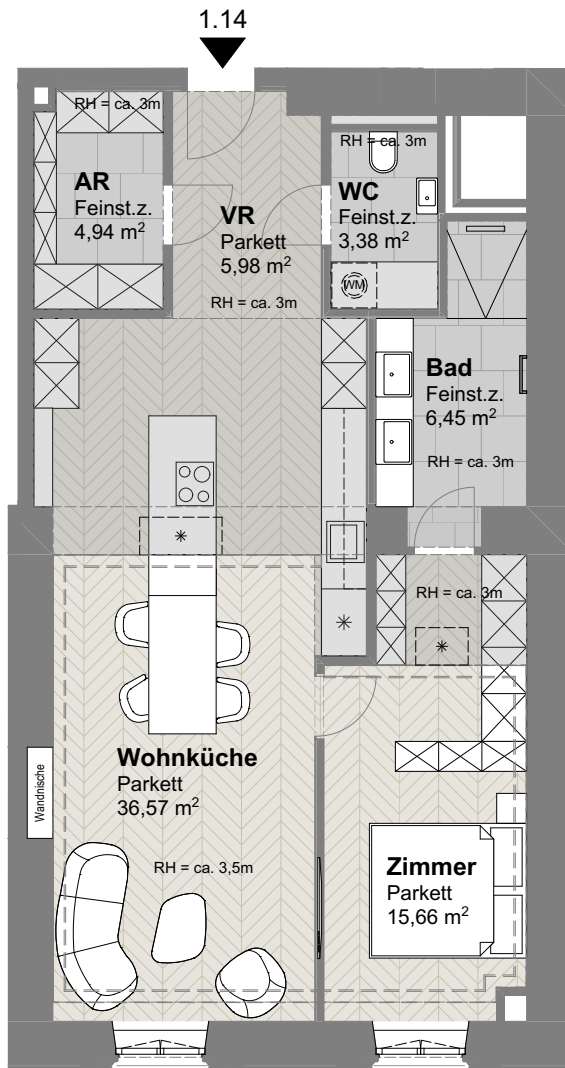 1.14
RH = ca. 3m
AR
Feinst.z.
4,94 m²
VR
Parkett
5,98 m²
RH = ca. 3m
RH = ca. 3m
WC
Feinst.z.
3,38 m²
WM
Bad
Feinst.z.
6,45 m²
RH = ca. 3m
RH = ca. 3m
Wohnküche
Parkett
36,57 m²
Wandnische
RH = ca. 3,5m
Zimmer
Parkett
15,66 m²